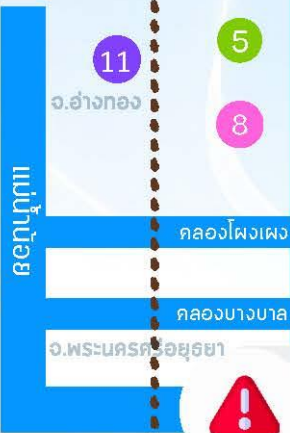 5
11
จ.อ่างทอง
8
แม่น้ำน้อย
คลองโผงเผง
คลองบางบาล
จ.พระนครศรีอยุธยา